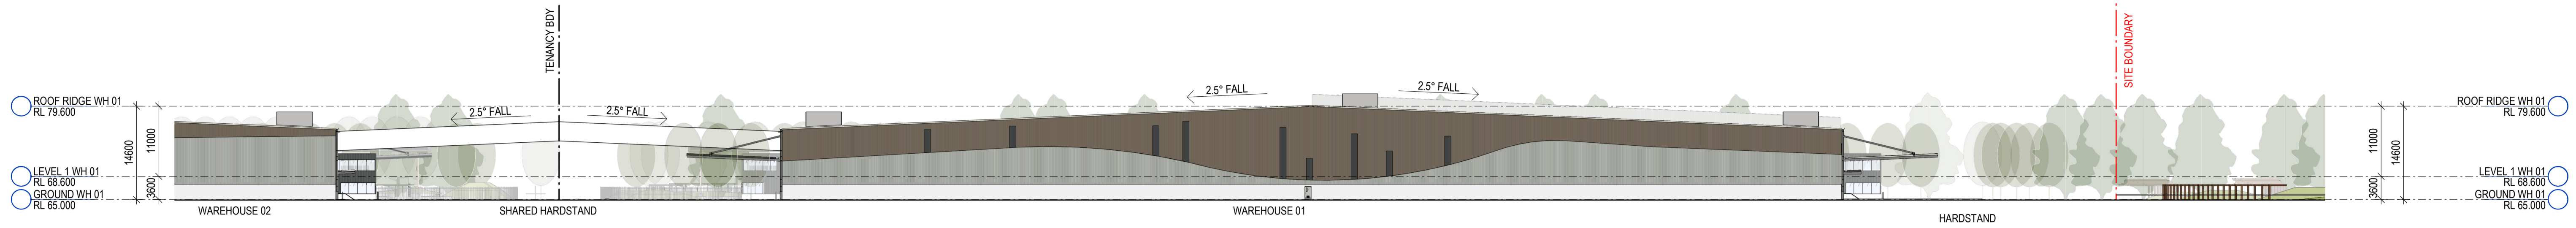 TENANCY BDY
SITE BOUNDARY
2.5° FALL
2.5° FALL
2.5° FALL
2.5° FALL
ROOF RIDGE WH 01
RL 79.600
ROOF RIDGE WH 01
RL 79.600
14600
11000
3600
11000
14600
3600
LEVEL 1 WH 01
RL 68.600
LEVEL 1 WH 01
RL 68.600
GROUND WH 01
RL 65.000
GROUND WH 01
RL 65.000
WAREHOUSE 02
SHARED HARDSTAND
WAREHOUSE 01
HARDSTAND